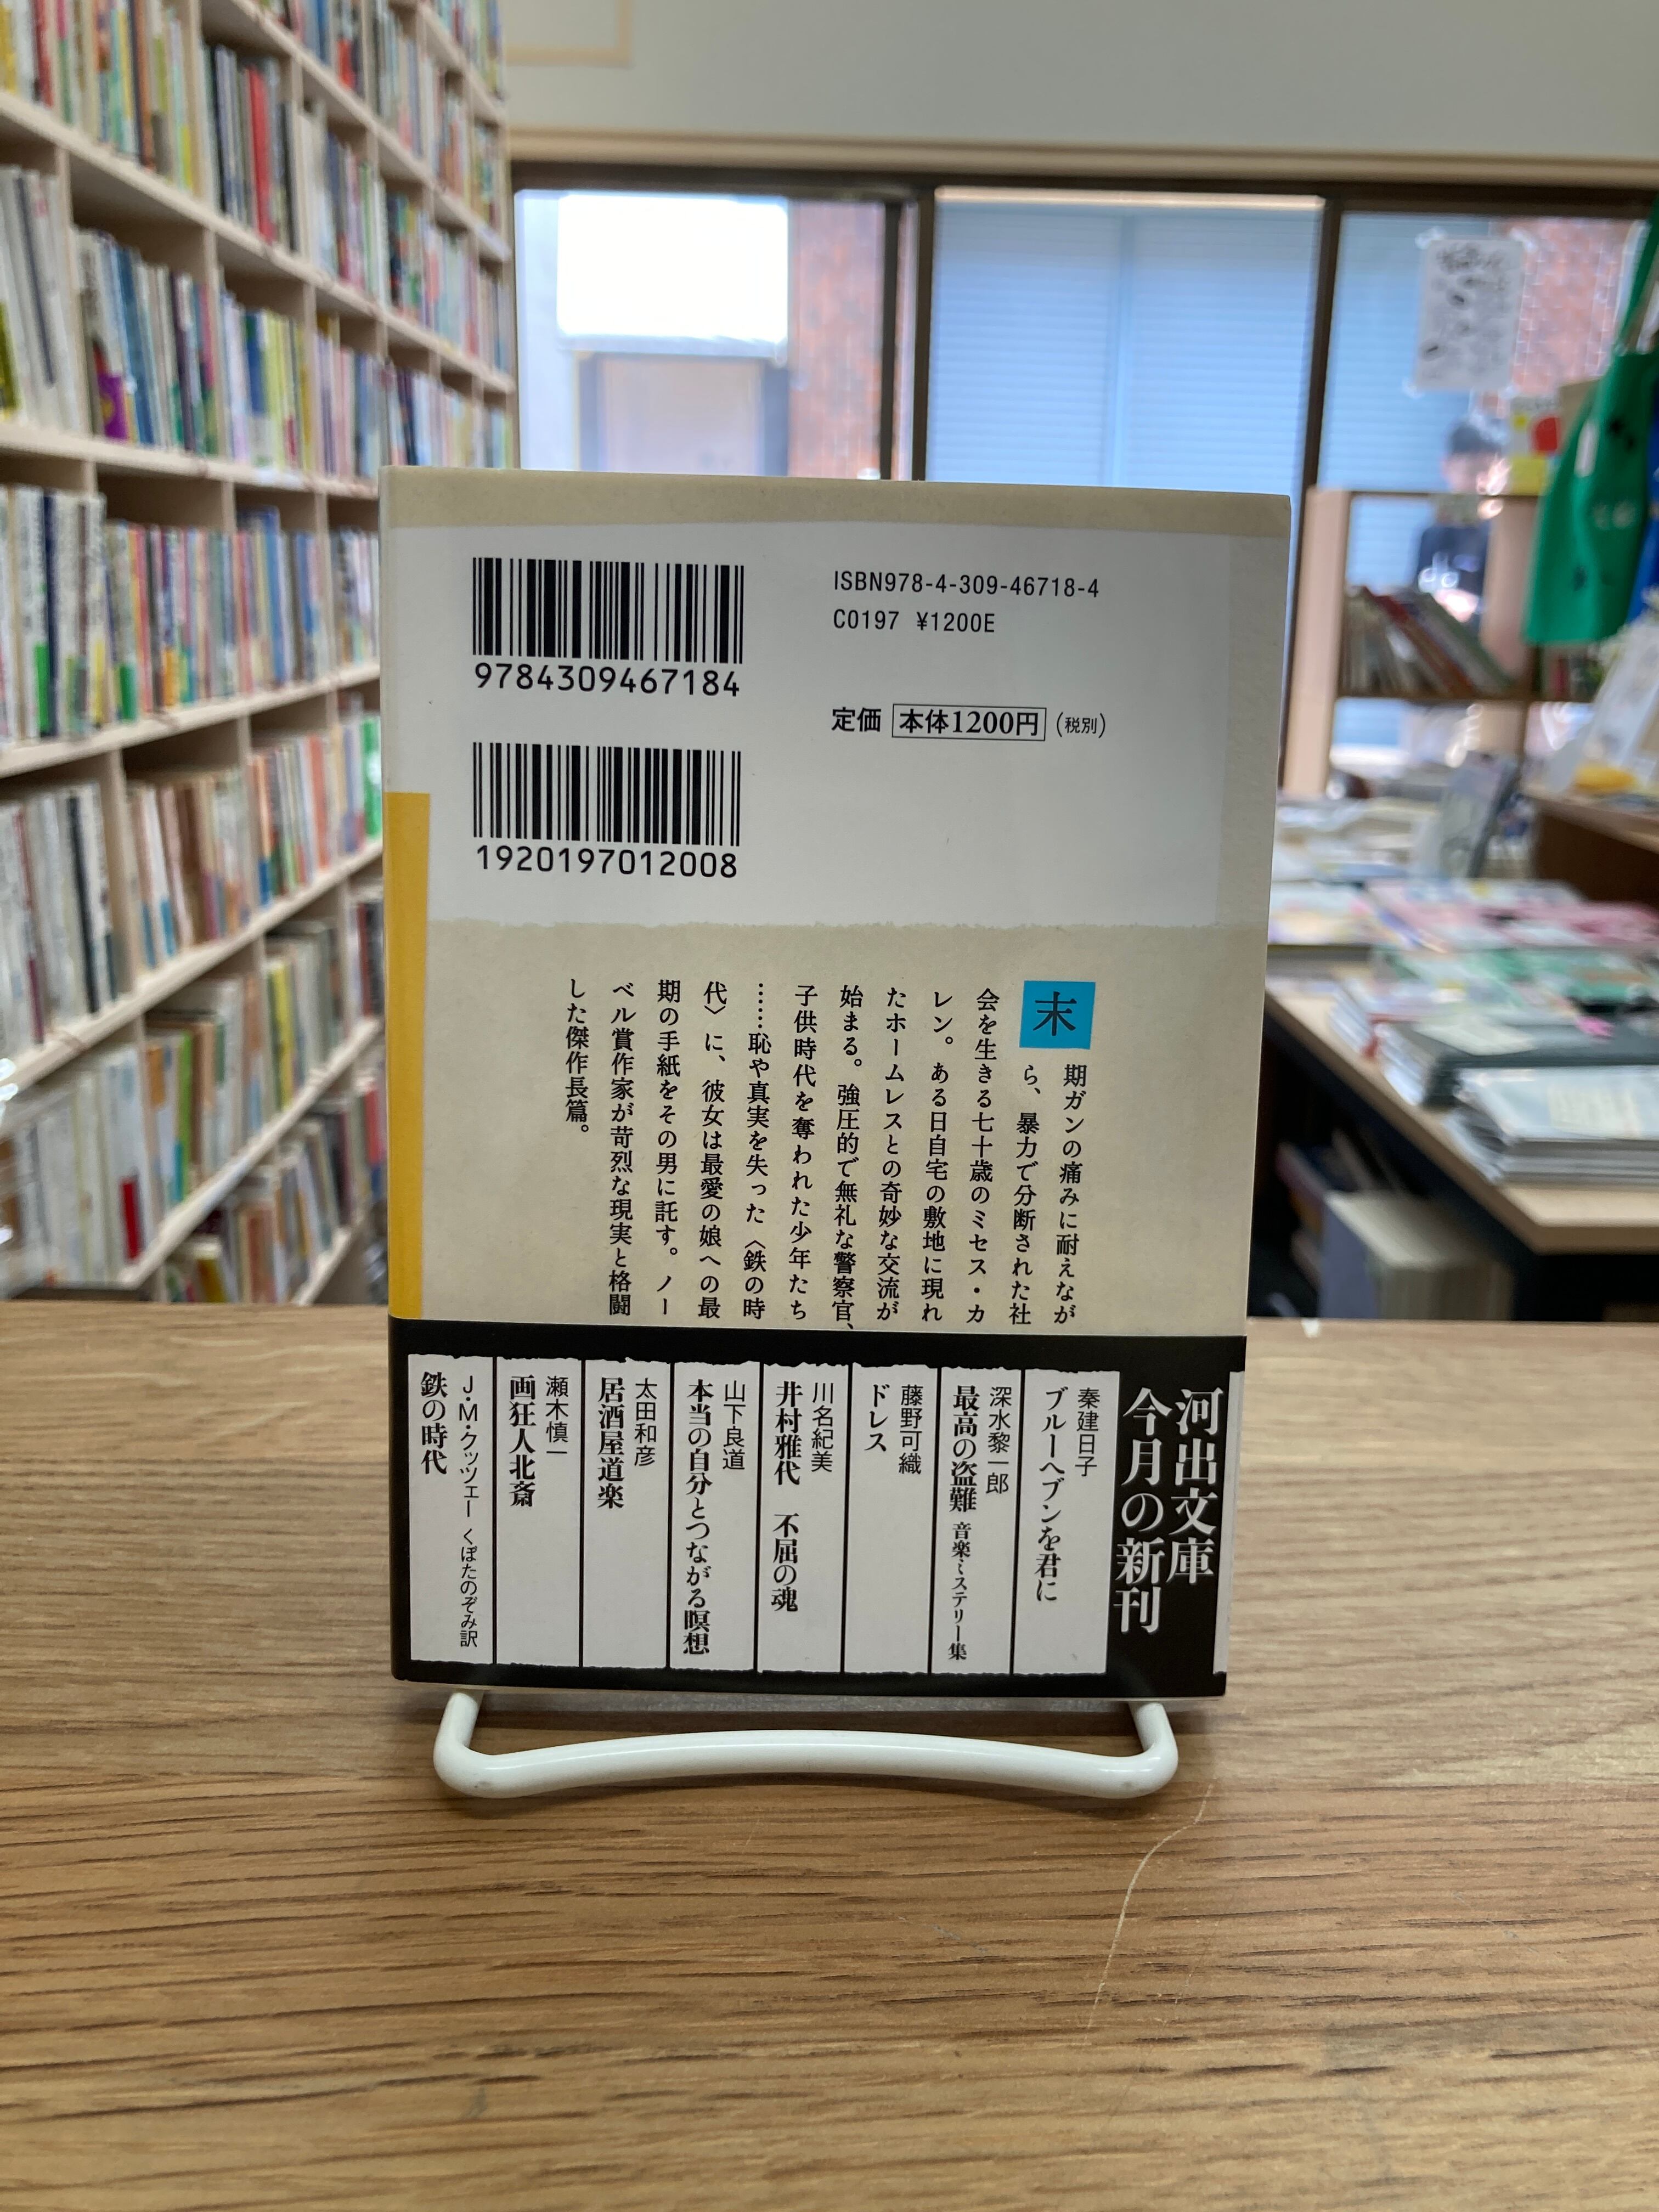 9784309467184
ISBN978-4-309-46718-4
C0197 ¥1200E
定価 本体1200円 (税別)
1920197012008
末期ガンの痛みに耐えなが
ら、暴力で分断された社
会を生きる七十歳のミセス・カ
レン。ある日自宅の敷地に現れ
たホームレスとの奇妙な交流が
始まる。強圧的で無礼な警察官、
子供時代を奪われた少年たち
……恥や真実を失った〈鉄の時
代〉に、彼女は最愛の娘への最
期の手紙をその男に託す。ノー
ベル賞作家が苛烈な現実と格闘
した傑作長篇。
河出文庫
今月の新刊
秦建日子
ブルーヘブンを君に
深水黎一郎
最高の盗難 音楽ミステリー集
藤野可織
ドレス
川名紀美
井村雅代 不屈の魂
山下良道
本当の自分とつながる瞑想
太田和彦
居酒屋道楽
瀬木慎一
画狂人北斎
J・M・クッツェー くぼたのぞみ訳
鉄の時代